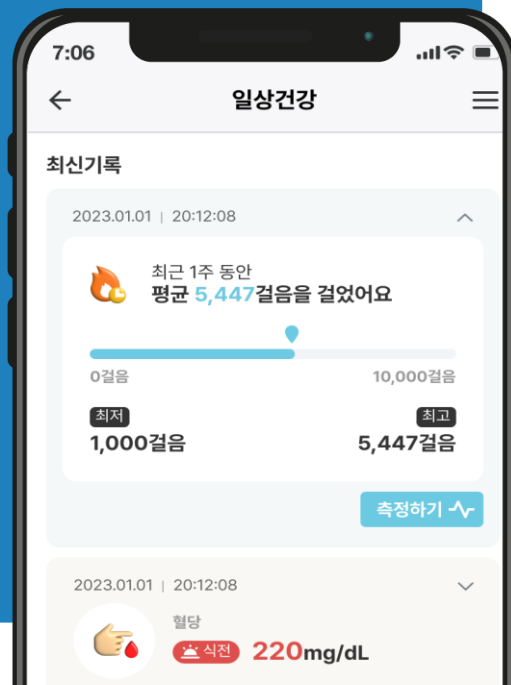 7:06
일상건강
최신기록
2023.01.01 | 20:12:08
최근 1주 동안
평균 5,447걸음을 걸었어요
0걸음 10,000걸음
최저 최고
1,000걸음 5,447걸음
측정하기
2023.01.01 | 20:12:08
혈당
식전 220mg/dL